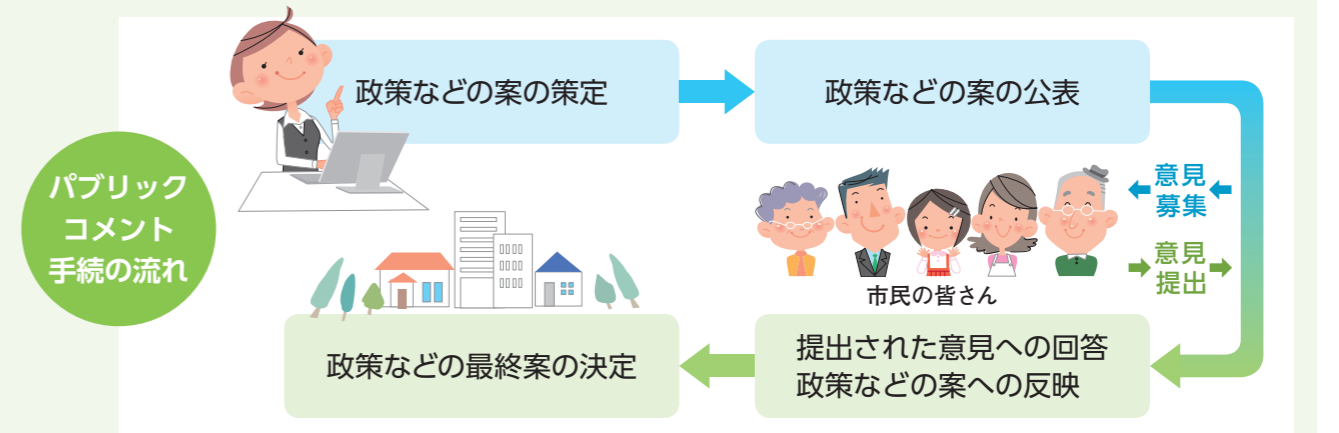 パブリック
コメント
手続の流れ
政策などの案の策定
政策などの案の公表
意見
募集
意見
提出
市民の皆さん
提出された意見への回答
政策などの案への反映
政策などの最終案の決定